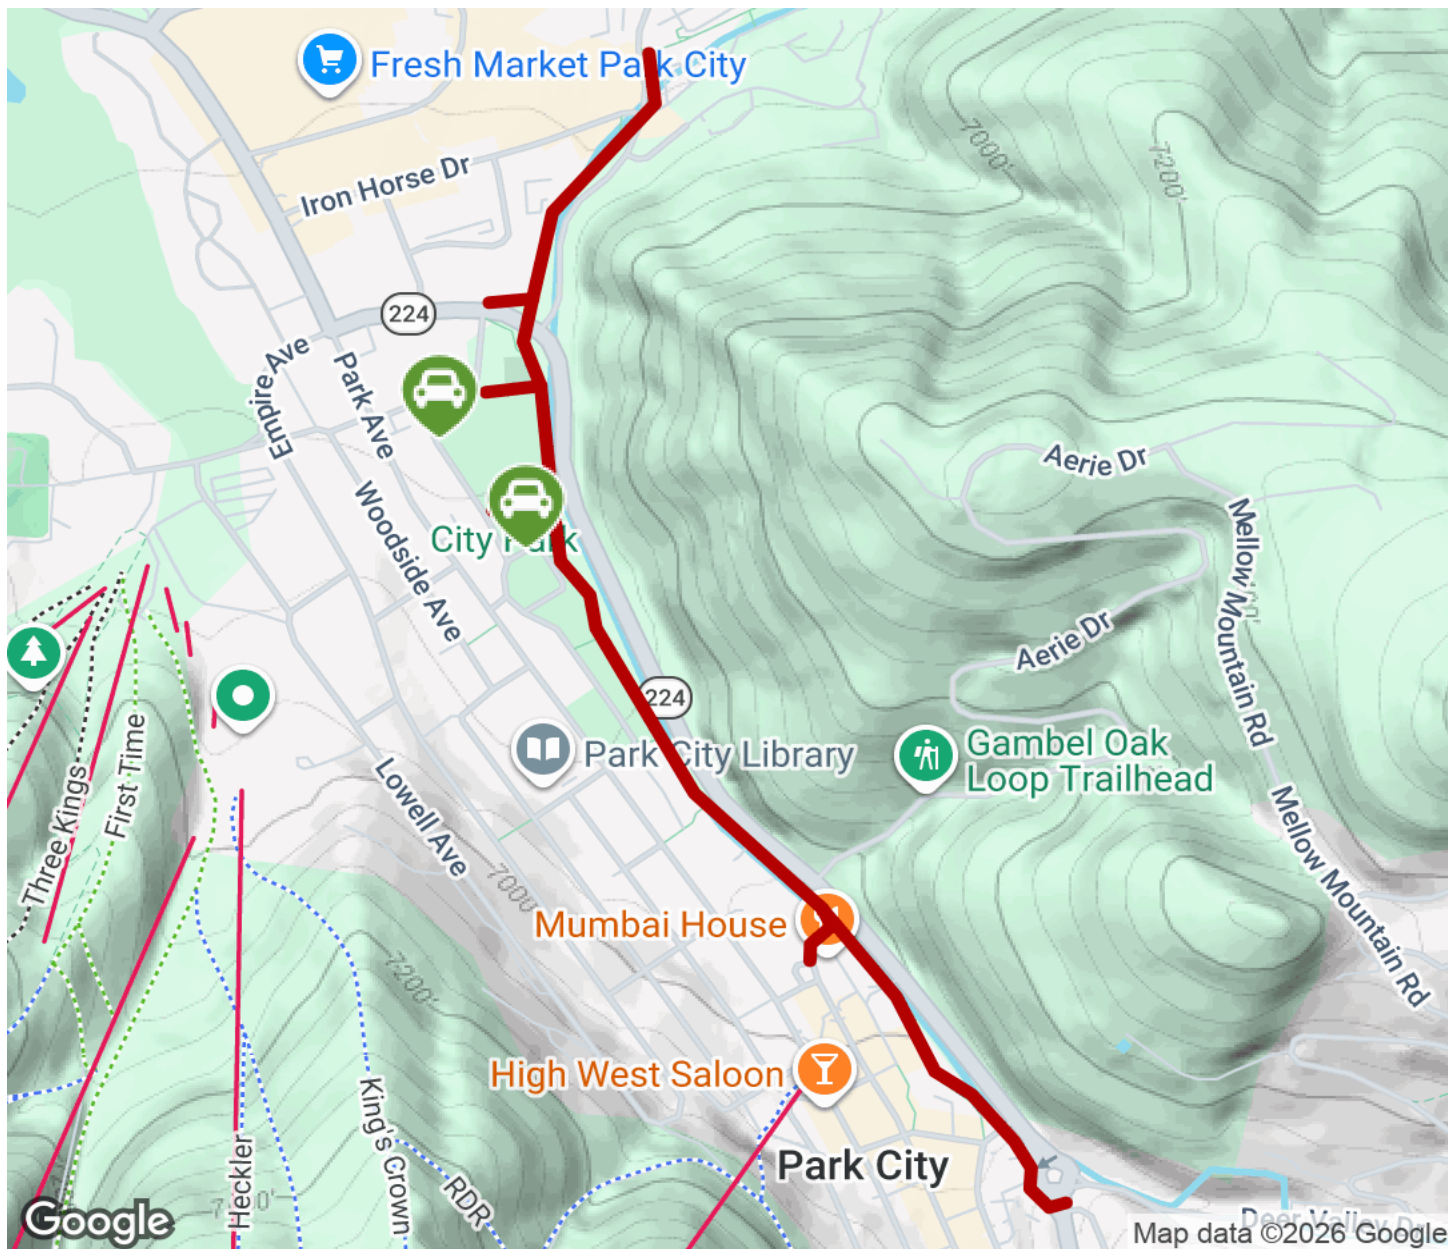 Fresh Market Park City
7000'
7200'
Iron Horse Dr
224
Empire Ave
Park Ave
Aerie Dr
Woodside Ave
City Park
Mellow Mountain Rd
Aerie Dr
224
Park City Library
Gambel Oak
Loop Trailhead
First Time
Three Kings
Lowell Ave
Mellow Mountain Rd
7000'
Mumbai House
7200'
High West Saloon
King's Crown
Heckler
RDR
Park City
Deer Valley Dr
Google
Map data ©2026 Google